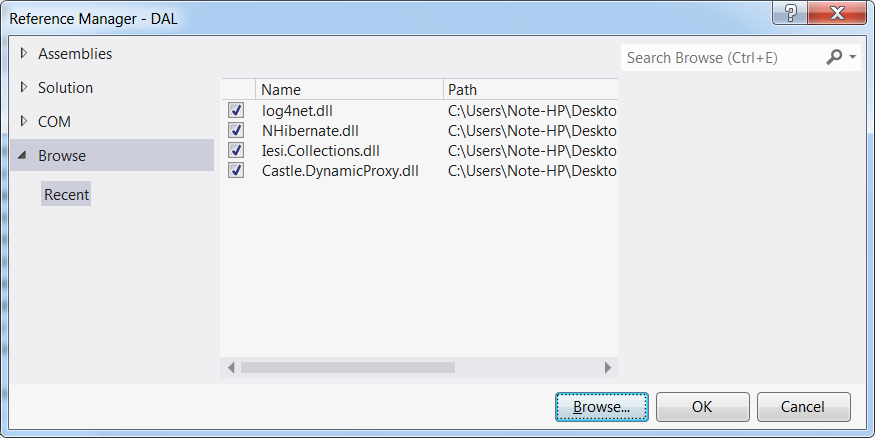 Reference Manager - DAL
Assemblies
Solution
COM
Browse
Recent
Search Browse (Ctrl+E)
Name Path
log4net.dll C:\Users\Note-HP\Deskto
NHibernate.dll C:\Users\Note-HP\Deskto
Iesi.Collections.dll C:\Users\Note-HP\Deskto
Castle.DynamicProxy.dll C:\Users\Note-HP\Deskto
Browse... OK Cancel